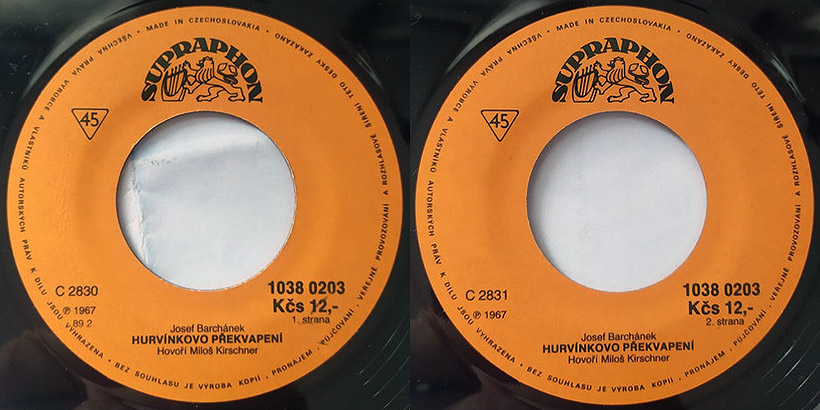 VŠECHNA PRÁVA VÝROBCE A VLASTNÍKŮ AUTORSKÝCH PRÁV K DÍLU JSOU VYHRAZENA • BEZ SOUHLASU JE VÝROBA KOPIÍ, PRONÁJEM, PŮJČOVÁNÍ, VEŘEJNÉ PROVOZOVÁNÍ A ROZHLASOVÉ ŠÍŘENÍ TÉTO DESKY ZAKÁZÁNO • MADE IN CZECHOSLOVAKIA •
SUPRAPHON
45
C 2830
℗ 1967
89 2
1038 0203
Kčs 12,-
1. strana
Josef Barchánek
HURVÍNKOVO PŘEKVAPENÍ
Hovoří Miloš Kirschner
VŠECHNA PRÁVA VÝROBCE A VLASTNÍKŮ AUTORSKÝCH PRÁV K DÍLU JSOU VYHRAZENA • BEZ SOUHLASU JE VÝROBA KOPIÍ, PRONÁJEM, PŮJČOVÁNÍ, VEŘEJNÉ PROVOZOVÁNÍ A ROZHLASOVÉ ŠÍŘENÍ TÉTO DESKY ZAKÁZÁNO • MADE IN CZECHOSLOVAKIA •
SUPRAPHON
45
C 2831
℗ 1967
1038 0203
Kčs 12,-
2. strana
Josef Barchánek
HURVÍNKOVO PŘEKVAPENÍ
Hovoří Miloš Kirschner